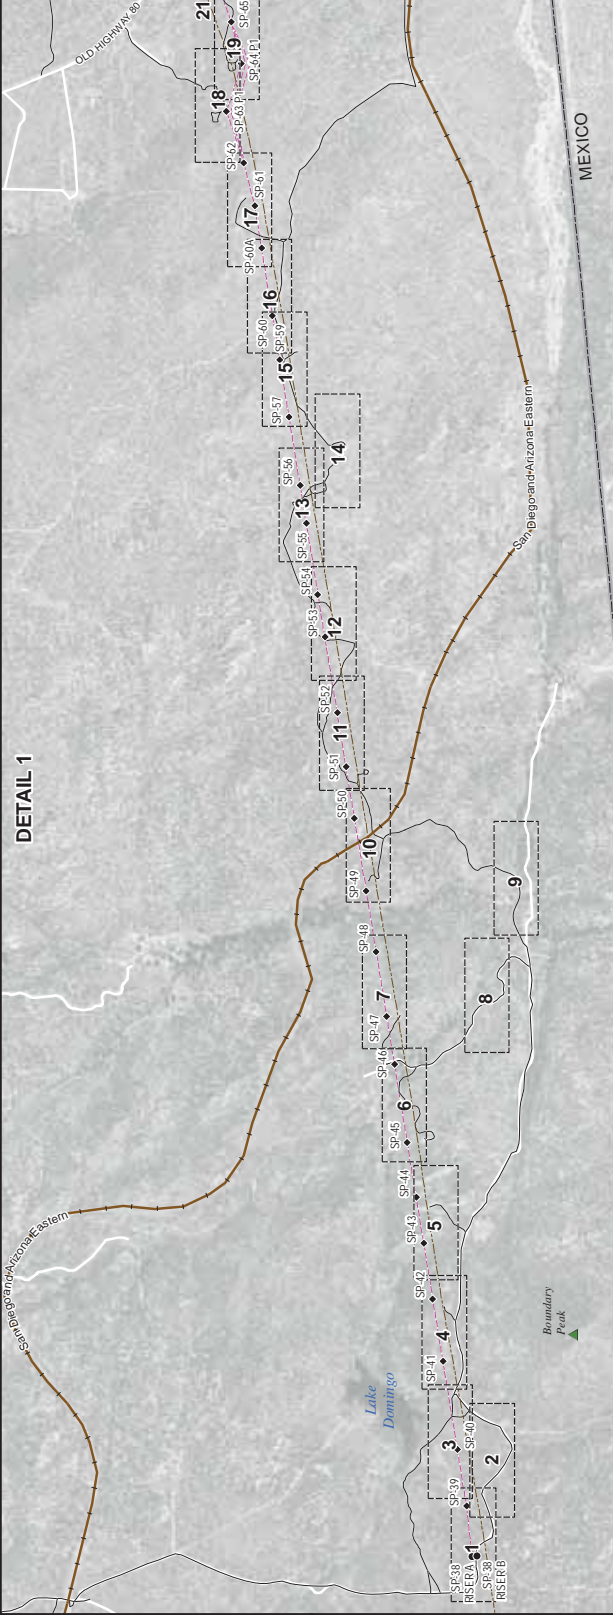 DETAIL 1
21
OLD HIGHWAY 80
SP-65
19
SP-64 P1
18
SP-63 P1
SP-62
SP-61
17
SP-60A
MEXICO
16
SP-60
SP-59
15
SP-57
14
SP-56
13
SP-55
San Diego and Arizona Eastern
SP-54
SP-53
12
SP-52
11
SP-51
SP-50
10
SP-49
9
SP-48
8
7
SP-47
SP-46
6
SP-45
SP-44
San Diego and Arizona Eastern
5
SP-43
SP-42
4
SP-41
Boundary
Peak
Lake
Domingo
3
SP-40
2
SP-39
1
SP-38
RISER A
SP-38
RISER B